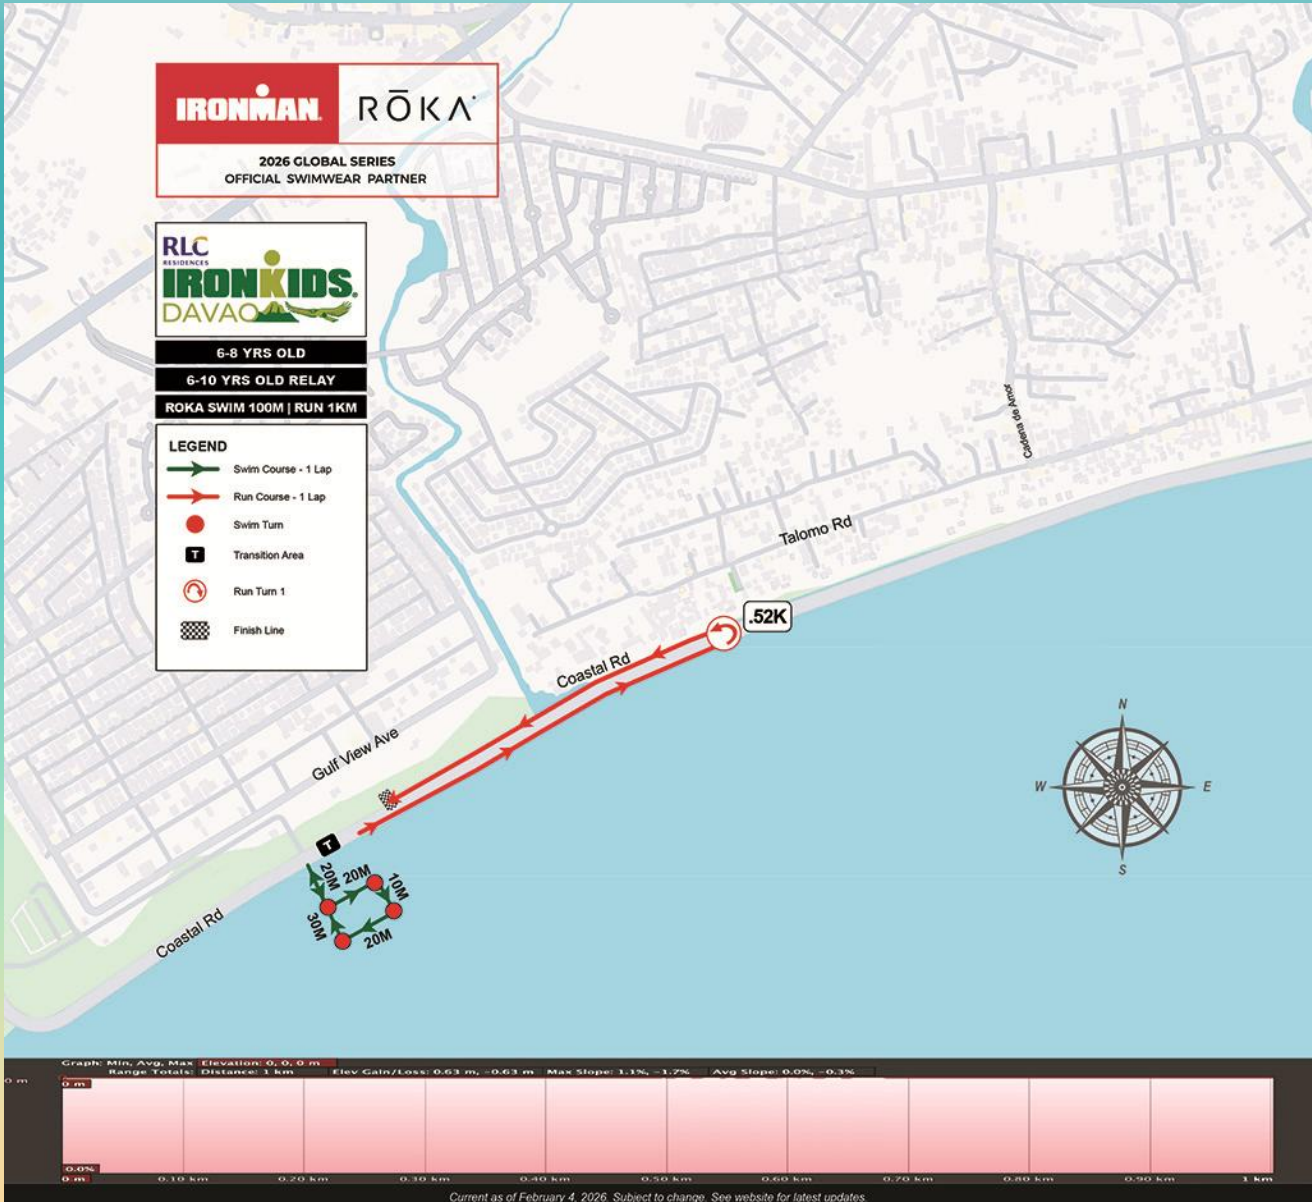 IRONMAN.
RŌKA
2026 GLOBAL SERIES
OFFICIAL SWIMWEAR PARTNER
RLC
RESIDENCES
IRONKIDS.
DAVAO
6-8 YRS OLD
6-10 YRS OLD RELAY
ROKA SWIM 100M | RUN 1KM
LEGEND
Swim Course - 1 Lap
Run Course - 1 Lap
Swim Turn
T Transition Area
Run Turn 1
Finish Line
Cadena de Amor
Talomo Rd
.52K
Coastal Rd
Gulf View Ave
T
20M
20M
10M
30M
20M
Coastal Rd
N
W
E
S
Graph: Min, Avg, Max Elevation: 0, 0, 0 m
Range Totals: Distance: 1 km Elev Gain/Loss: 0.63 m, -0.63 m Max Slope: 1.1%, -1.7% Avg Slope: 0.0%, -0.3%
0 m
0 m
0.0%
0 m 0.10 km 0.20 km 0.30 km 0.40 km 0.50 km 0.60 km 0.70 km 0.80 km 0.90 km 1 km
Current as of February 4, 2026. Subject to change. See website for latest updates.